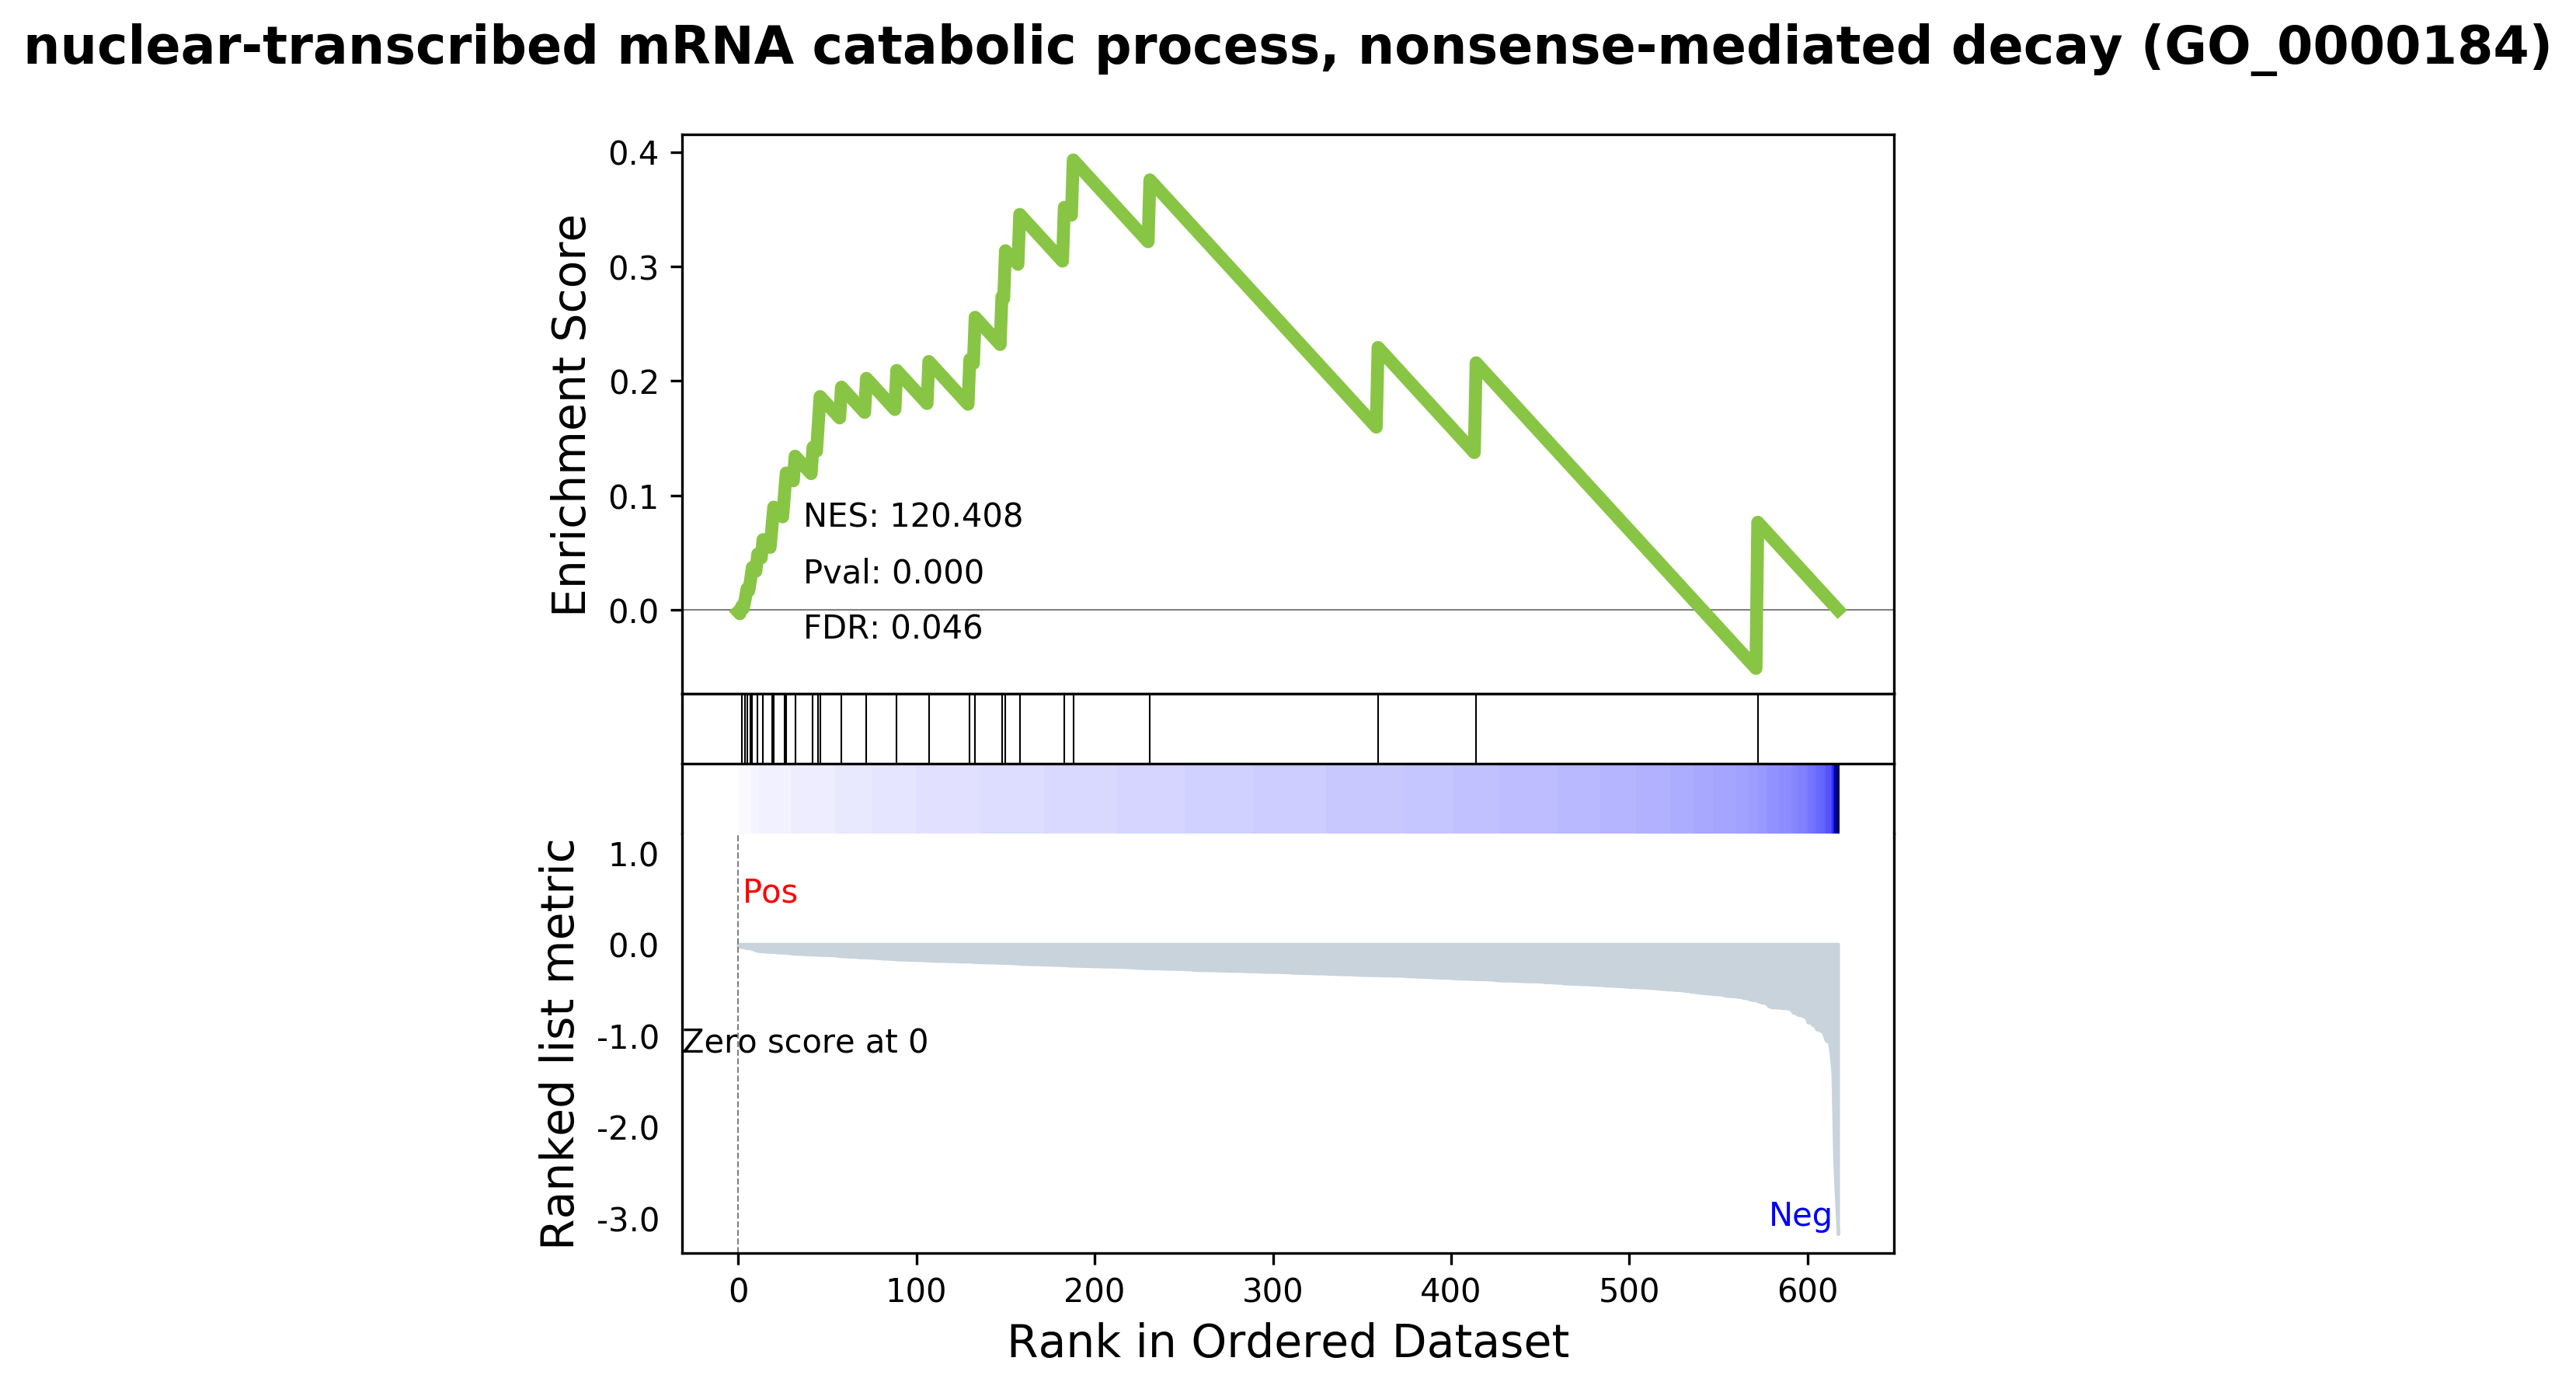 nuclear-transcribed mRNA catabolic process, nonsense-mediated decay (GO_0000184)
Enrichment Score
0.4
0.3
0.2
0.1
0.0
NES: 120.408
Pval: 0.000
FDR: 0.046
Ranked list metric
1.0
0.0
-1.0
-2.0
-3.0
Pos
Zero score at 0
Neg
0 100 200 300 400 500 600
Rank in Ordered Dataset